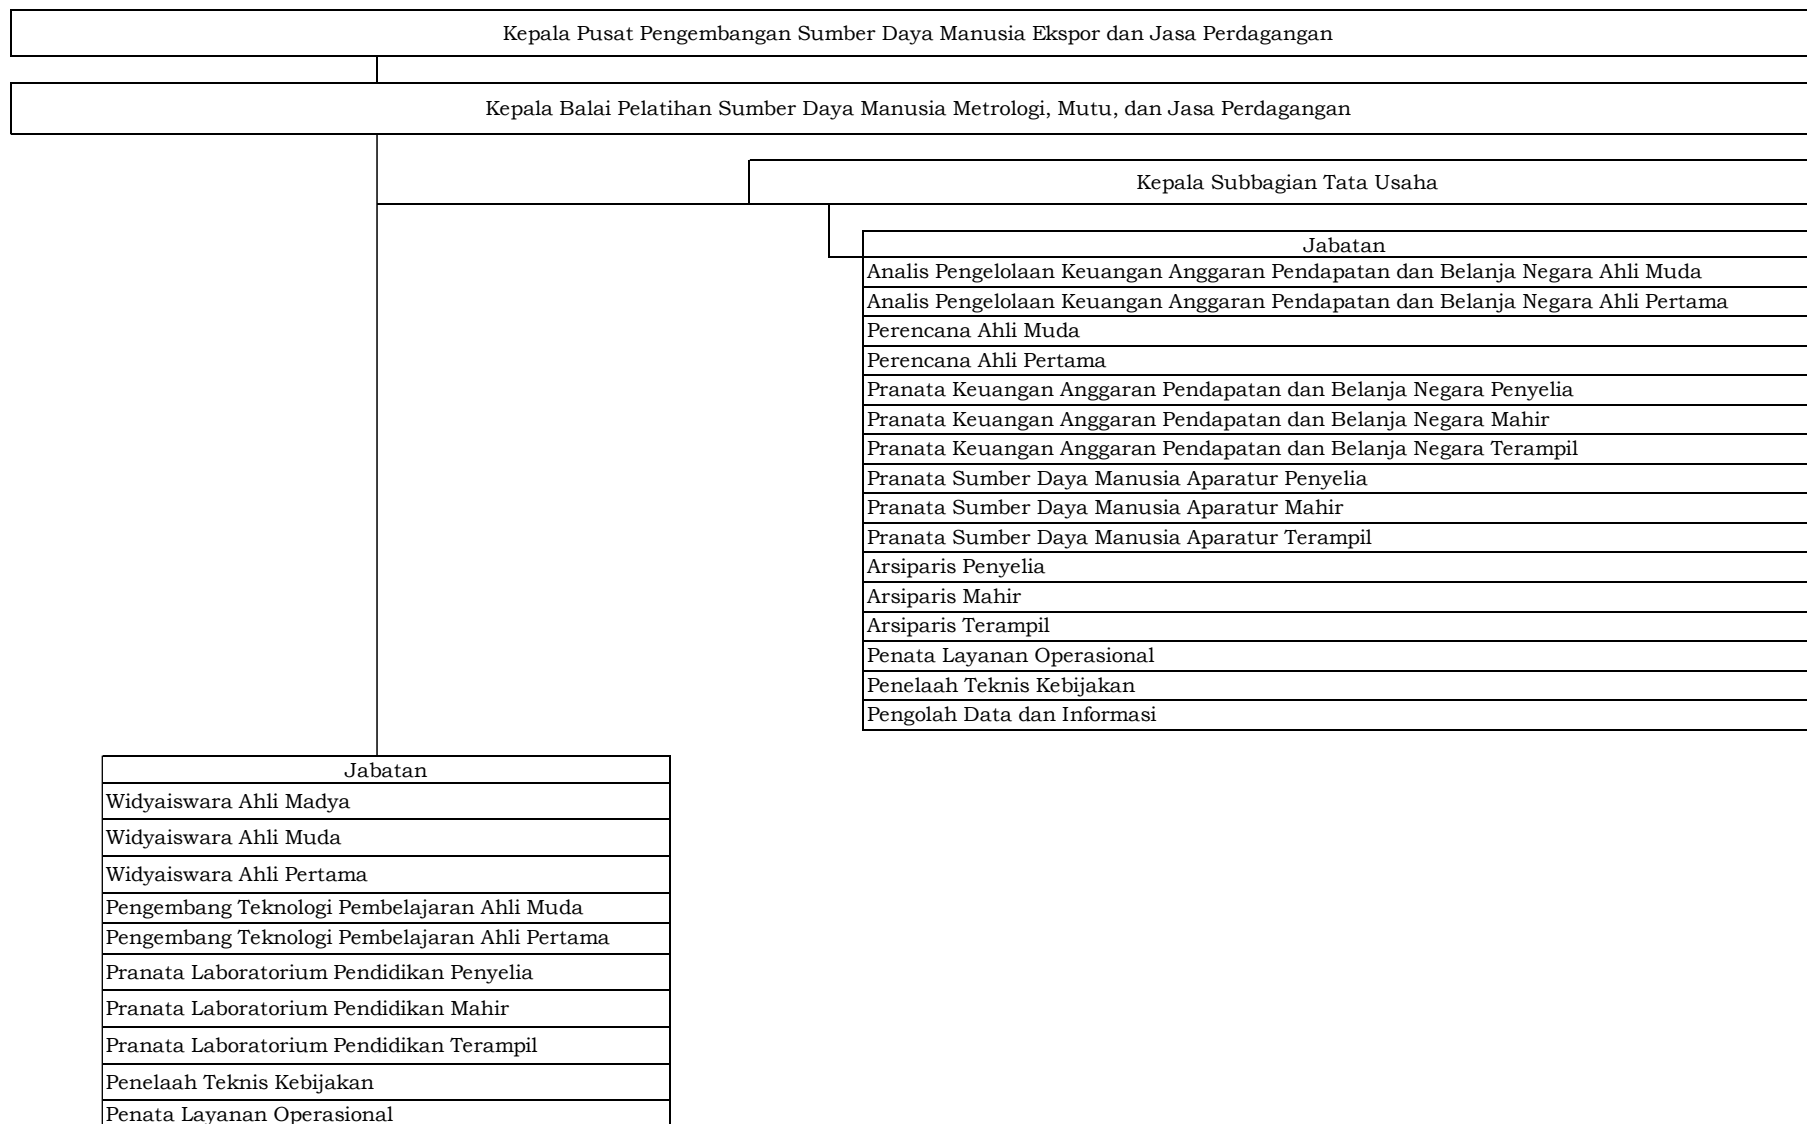 Kepala Pusat Pengembangan Sumber Daya Manusia Ekspor dan Jasa Perdagangan
Kepala Balai Pelatihan Sumber Daya Manusia Metrologi, Mutu, dan Jasa Perdagangan
Kepala Subbagian Tata Usaha
Jabatan
Analis Pengelolaan Keuangan Anggaran Pendapatan dan Belanja Negara Ahli Muda
Analis Pengelolaan Keuangan Anggaran Pendapatan dan Belanja Negara Ahli Pertama
Perencana Ahli Muda
Perencana Ahli Pertama
Pranata Keuangan Anggaran Pendapatan dan Belanja Negara Penyelia
Pranata Keuangan Anggaran Pendapatan dan Belanja Negara Mahir
Pranata Keuangan Anggaran Pendapatan dan Belanja Negara Terampil
Pranata Sumber Daya Manusia Aparatur Penyelia
Pranata Sumber Daya Manusia Aparatur Mahir
Pranata Sumber Daya Manusia Aparatur Terampil
Arsiparis Penyelia
Arsiparis Mahir
Arsiparis Terampil
Penata Layanan Operasional
Penelaah Teknis Kebijakan
Pengolah Data dan Informasi
Jabatan
Widyaiswara Ahli Madya
Widyaiswara Ahli Muda
Widyaiswara Ahli Pertama
Pengembang Teknologi Pembelajaran Ahli Muda
Pengembang Teknologi Pembelajaran Ahli Pertama
Pranata Laboratorium Pendidikan Penyelia
Pranata Laboratorium Pendidikan Mahir
Pranata Laboratorium Pendidikan Terampil
Penelaah Teknis Kebijakan
Penata Layanan Operasional